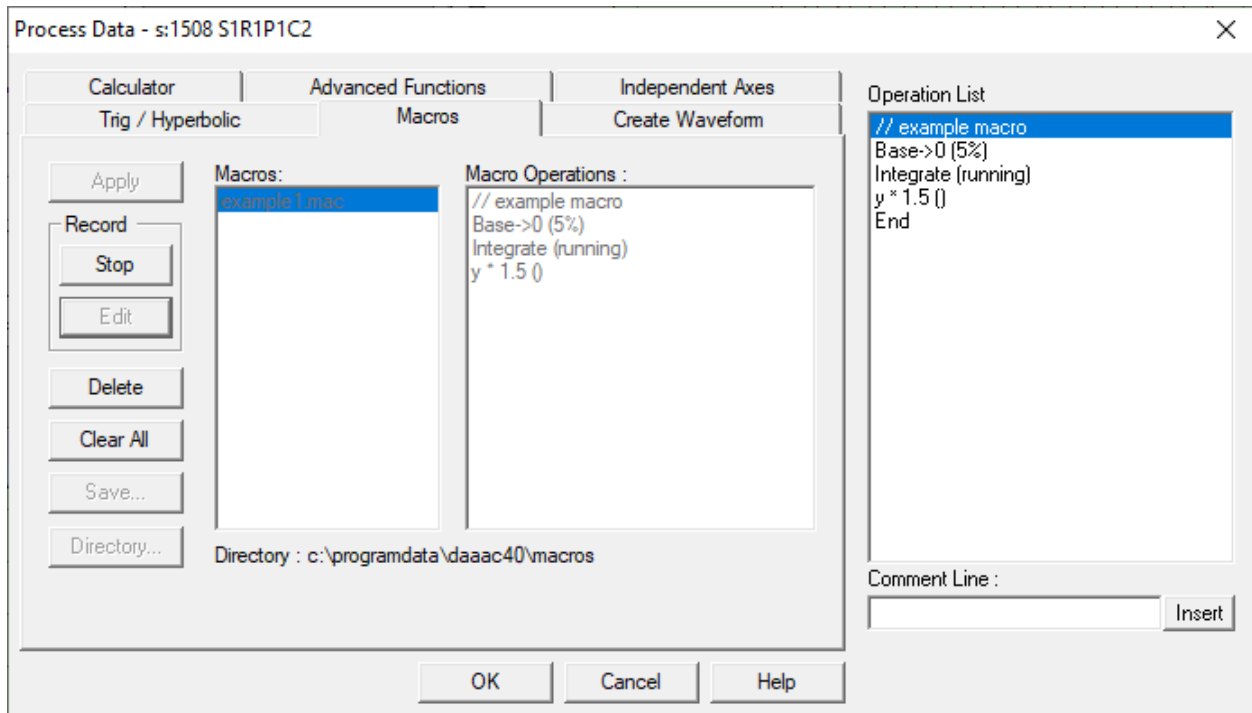 Process Data - s:1508 S1R1P1C2
Calculator
Advanced Functions
Independent Axes
Trig / Hyperbolic
Macros
Create Waveform
Apply
Record
Stop
Edit
Delete
Clear All
Save...
Directory...
Macros:
example1.mac
Macro Operations :
// example macro
Base->0 (5%)
Integrate (running)
y * 1.5 ()
Directory : c:\programdata\daaac40\macros
Operation List
// example macro
Base->0 (5%)
Integrate (running)
y * 1.5 ()
End
Comment Line :
Insert
OK
Cancel
Help